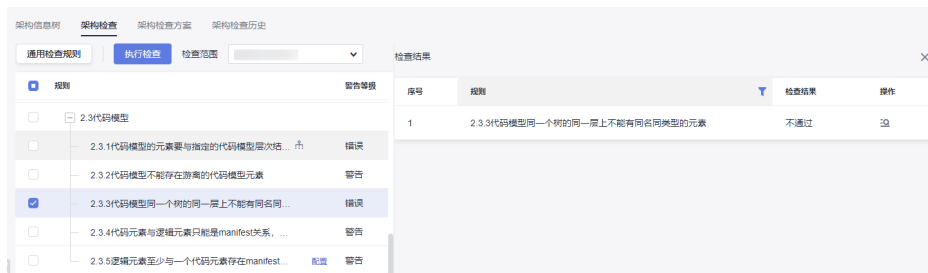 架构信息树 架构检查 架构检查方案 架构检查历史
通用检查规则 执行检查 检查范围
规则 警告等级
2.3代码模型
2.3.1代码模型的元素要与指定的代码模型层次结... 错误
2.3.2代码模型不能存在游离的代码模型元素 警告
2.3.3代码模型同一个树的同一层上不能有同名同... 错误
2.3.4代码元素与逻辑元素只能是manifest关系，... 警告
2.3.5逻辑元素至少与一个代码元素存在manifest... 配置 警告
检查结果
序号 规则 检查结果 操作
1 2.3.3代码模型同一个树的同一层上不能有同名同类型的元素 不通过